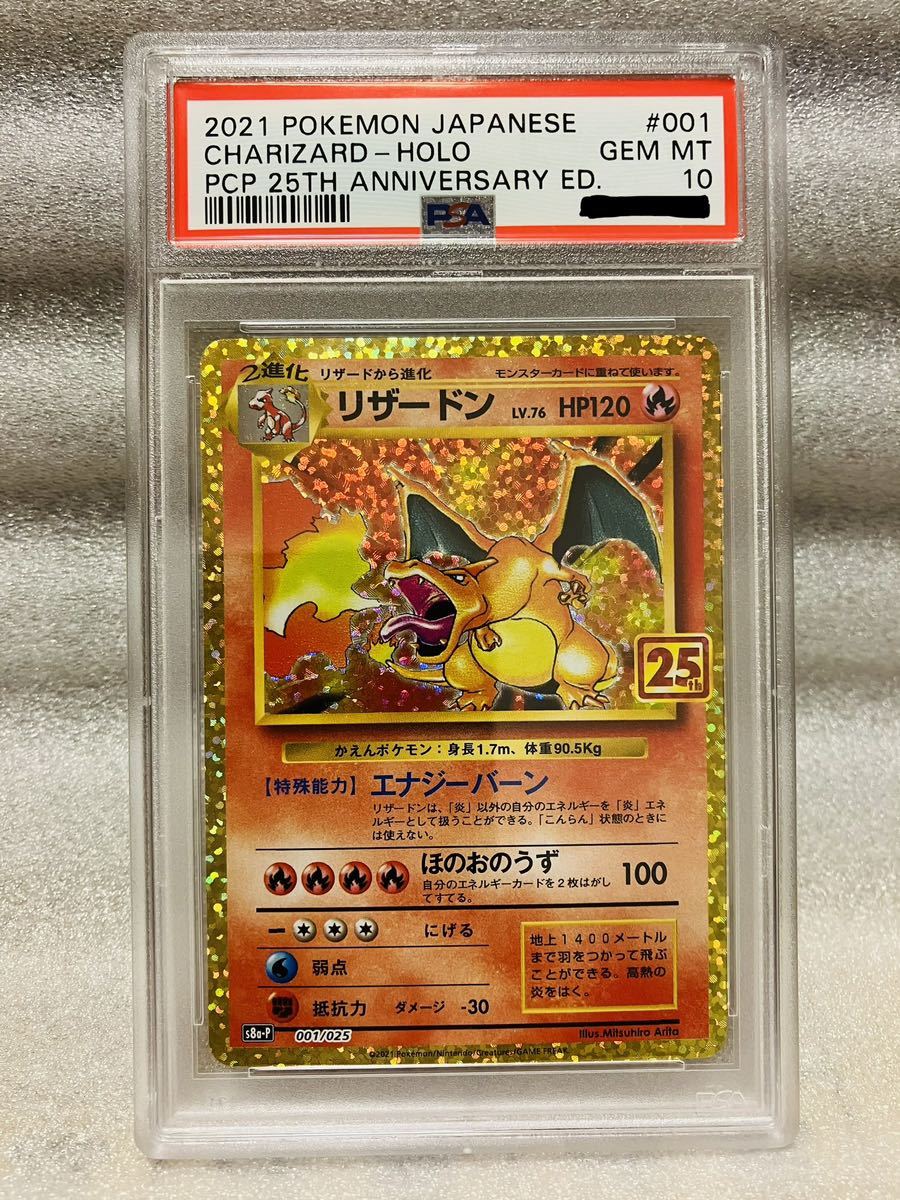 2021 POKEMON JAPANESE #001
CHARIZARD-HOLO GEM MT
PCP 25TH ANNIVERSARY ED. 10
PSA
2進化 リザードから進化 モンスターカードに重ねて使います。
リザードン LV.76 HP120
25th
かえんポケモン：身長1.7m、体重90.5Kg
【特殊能力】エナジーバーン
リザードンは、「炎」以外の自分のエネルギーを「炎」エネ
ルギーとして扱うことができる。「こんらん」状態のときに
は使えない。
ほのおのうず 100
自分のエネルギーカードを2枚はがし
てすてる。
にげる
弱点
抵抗力 ダメージ -30
地上1400メートル
まで羽をつかって飛ぶ
ことができる。高熱の
炎をはく。
s8a-P 001/025
Illus.Mitsuhiro Arita
©2021 Pokémon/Nintendo/Creatures/GAME FREAK.
PSA